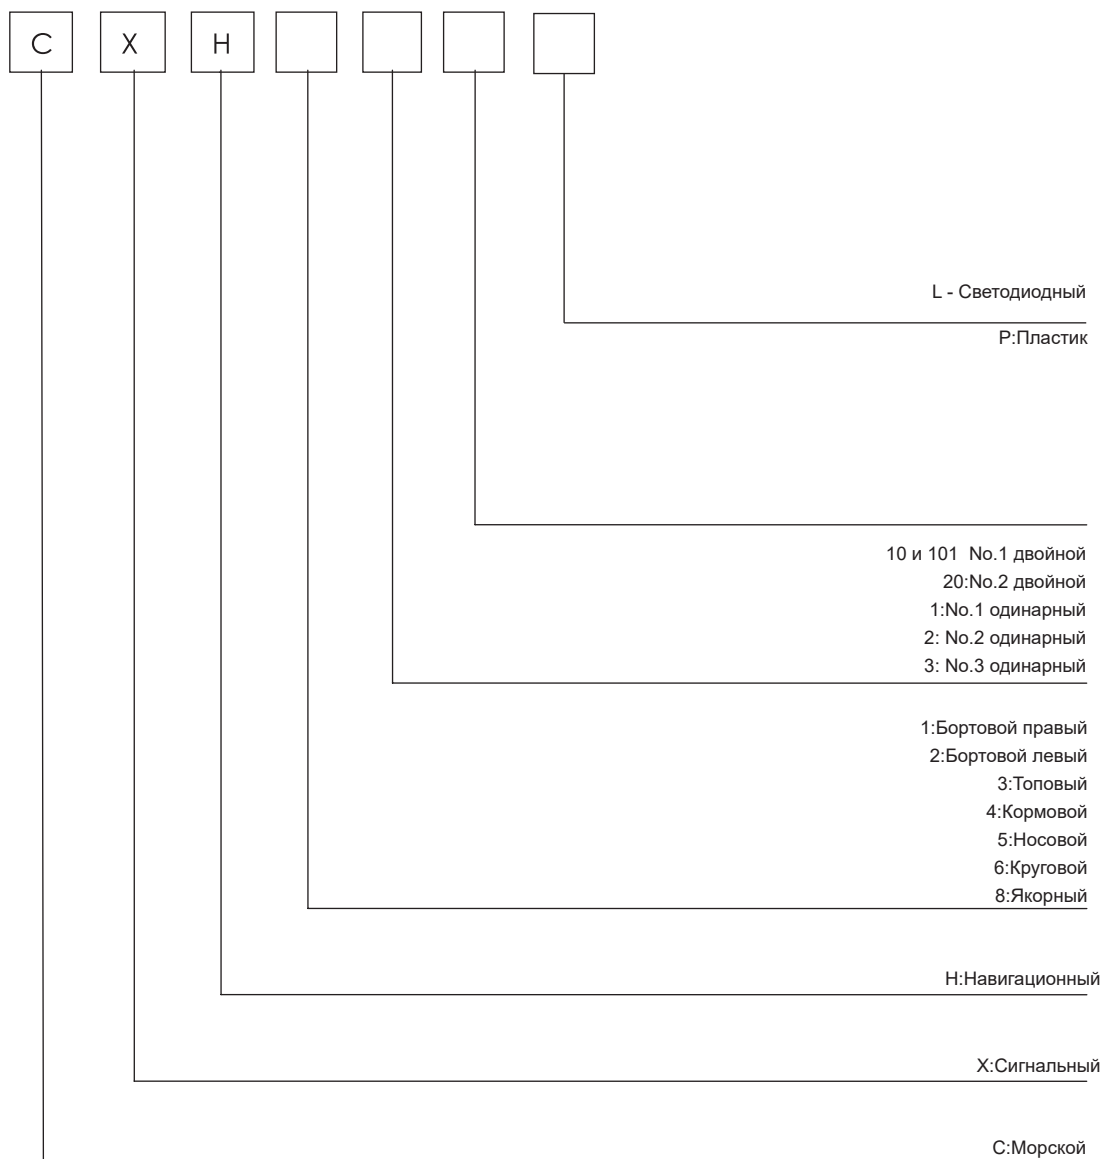 C X H
L - Светодиодный
P:Пластик
10 и 101 No.1 двойной
20:No.2 двойной
1:No.1 одинарный
2: No.2 одинарный
3: No.3 одинарный
1:Бортовой правый
2:Бортовой левый
3:Топовый
4:Кормовой
5:Носовой
6:Круговой
8:Якорный
H:Навигационный
X:Сигнальный
C:Морской